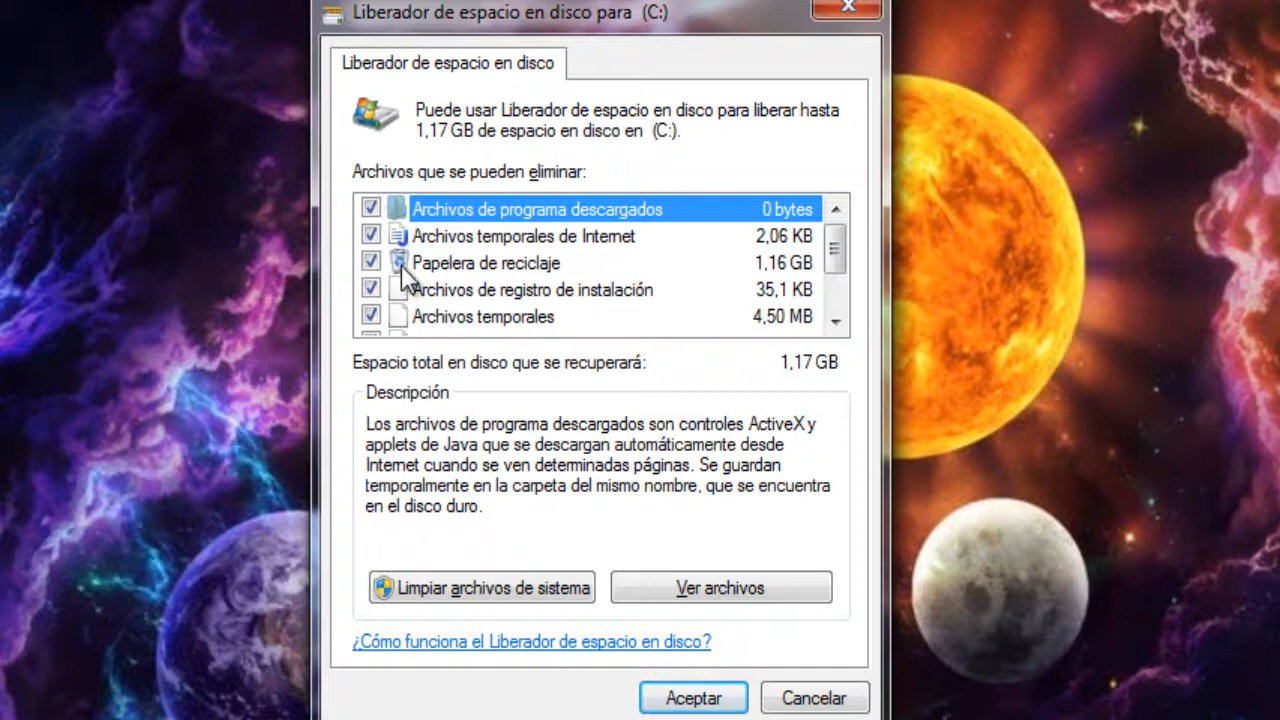 Liberador de espacio en disco para (C:)
Liberador de espacio en disco
Puede usar Liberador de espacio en disco para liberar hasta
1,17 GB de espacio en disco en (C:).
Archivos que se pueden eliminar:
Archivos de programa descargados 0 bytes
Archivos temporales de Internet 2,06 KB
Papelera de reciclaje 1,16 GB
Archivos de registro de instalación 35,1 KB
Archivos temporales 4,50 MB
Espacio total en disco que se recuperará: 1,17 GB
Descripción
Los archivos de programa descargados son controles ActiveX y
applets de Java que se descargan automáticamente desde
Internet cuando se ven determinadas páginas. Se guardan
temporalmente en la carpeta del mismo nombre, que se encuentra
en el disco duro.
Limpiar archivos de sistema Ver archivos
¿Cómo funciona el Liberador de espacio en disco?
Aceptar Cancelar